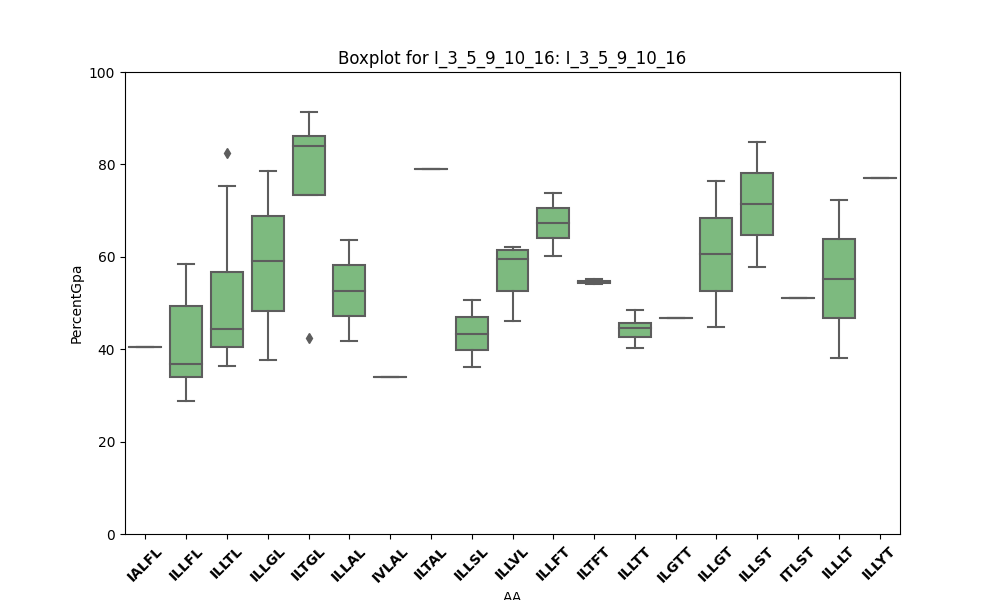 Boxplot for I_3_5_9_10_16: I_3_5_9_10_16
100
80
60
40
20
0
PercentGpa
IALFL ILLFL ILLTL ILLGL ILTGL ILLAL IVLAL ILTAL ILLSL ILLVL ILLFT ILTFT ILLTT ILGTT ILLGT ILLST ITLST ILLLT ILLYT
AA